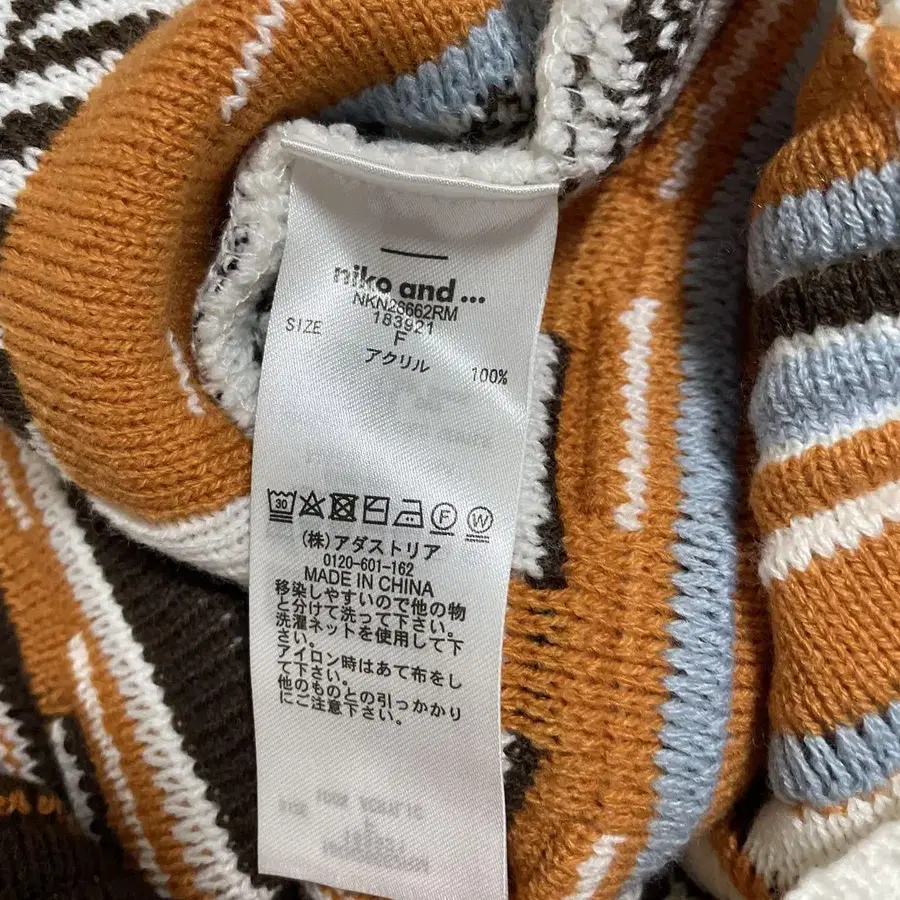 niko and ...
NKN26662RM
183921
SIZE F
アクリル 100%
30
F W
(株)アダストリア
0120-601-162
MADE IN CHINA
移染しやすいので他の物
と分けて洗って下さい。
洗濯ネットを使用して下
さい。
アイロン時はあて布をし
て下さい。
他のものとの引っかかり
にご注意下さい。